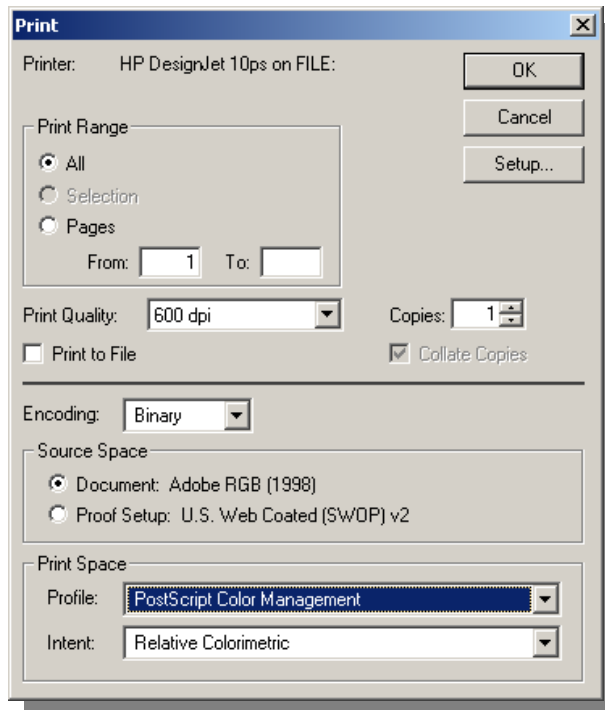 Print
Printer: HP DesignJet 10ps on FILE:
OK
Cancel
Setup...
Print Range
All
Selection
Pages
From: 1 To:
Print Quality: 600 dpi
Copies: 1
Print to File
Collate Copies
Encoding: Binary
Source Space
Document: Adobe RGB (1998)
Proof Setup: U.S. Web Coated (SWOP) v2
Print Space
Profile: PostScript Color Management
Intent: Relative Colorimetric